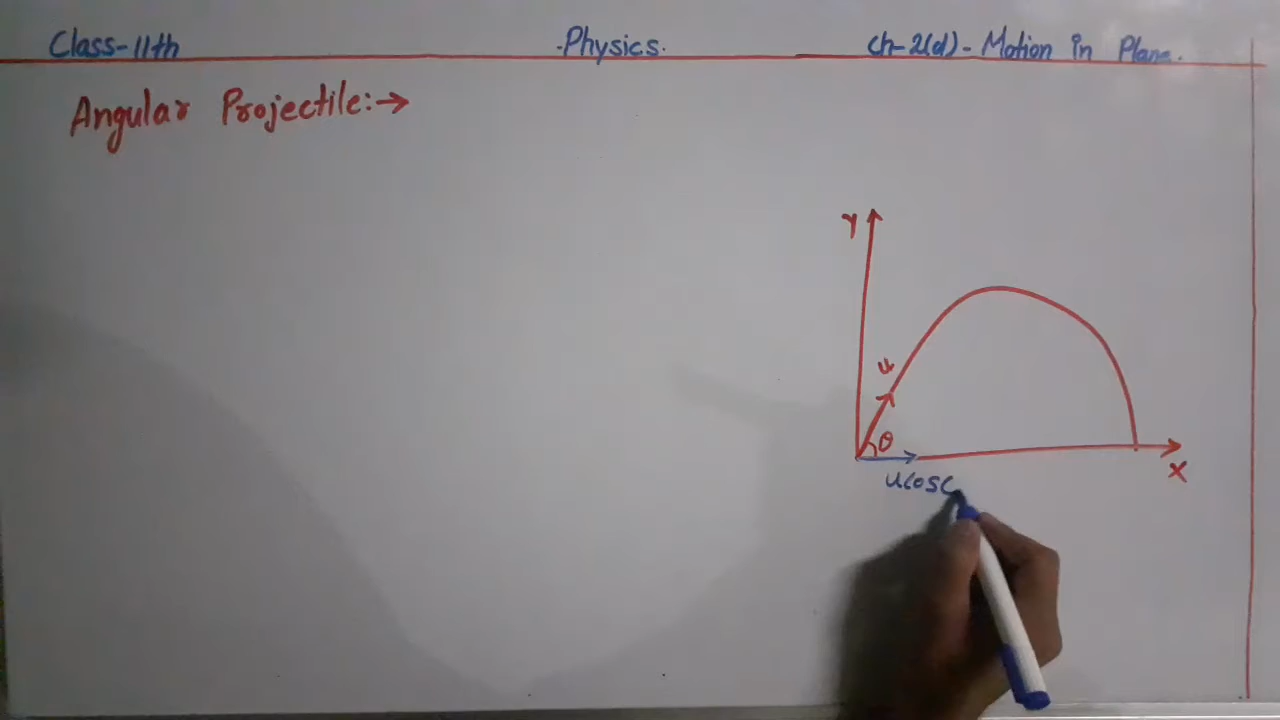 Class-11th Physics. Ch-2(d)- Motion in Plane.
Angular Projectile:→
Y
u
θ
X
ucos